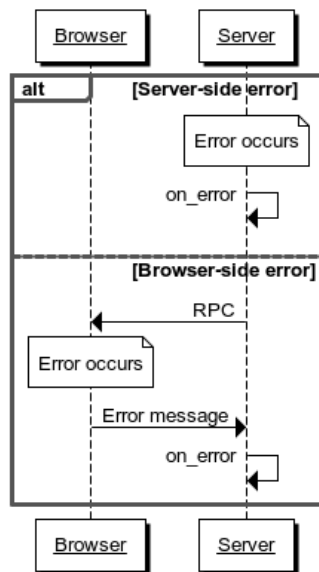 Browser
Server
alt
[Server-side error]
Error occurs
on_error
[Browser-side error]
RPC
Error occurs
Error message
on_error
Browser
Server